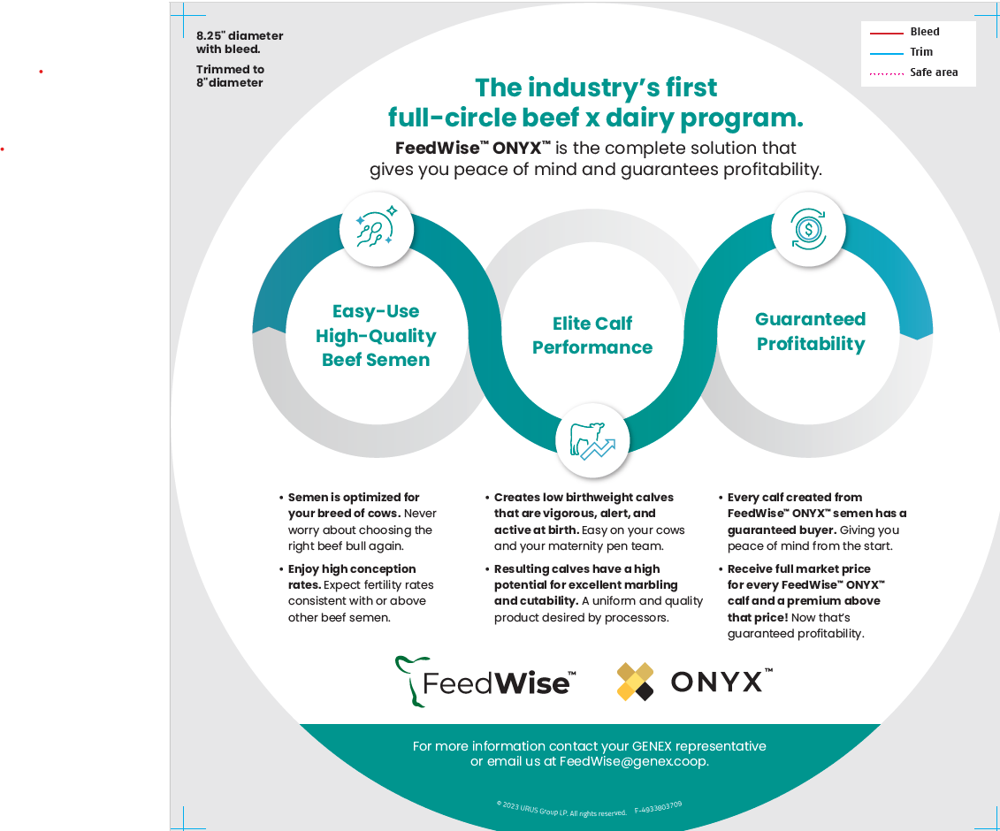 8.25" diameter
with bleed.
Trimmed to
8"diameter
Bleed
Trim
Safe area
The industry's first
full-circle beef x dairy program.
FeedWise™ ONYX™ is the complete solution that
gives you peace of mind and guarantees profitability.
$
Easy-Use
High-Quality
Beef Semen
Elite Calf
Performance
Guaranteed
Profitability
• Semen is optimized for
your breed of cows. Never
worry about choosing the
right beef bull again.
• Enjoy high conception
rates. Expect fertility rates
consistent with or above
other beef semen.
• Creates low birthweight calves
that are vigorous, alert, and
active at birth. Easy on your cows
and your maternity pen team.
• Resulting calves have a high
potential for excellent marbling
and cutability. A uniform and quality
product desired by processors.
• Every calf created from
FeedWise™ ONYX™ semen has a
guaranteed buyer. Giving you
peace of mind from the start.
• Receive full market price
for every FeedWise™ ONYX™
calf and a premium above
that price! Now that's
guaranteed profitability.
FeedWise™
ONYX™
For more information contact your GENEX representative
or email us at FeedWise@genex.coop.
© 2023 URUS Group LP. All rights reserved. F-4933803709